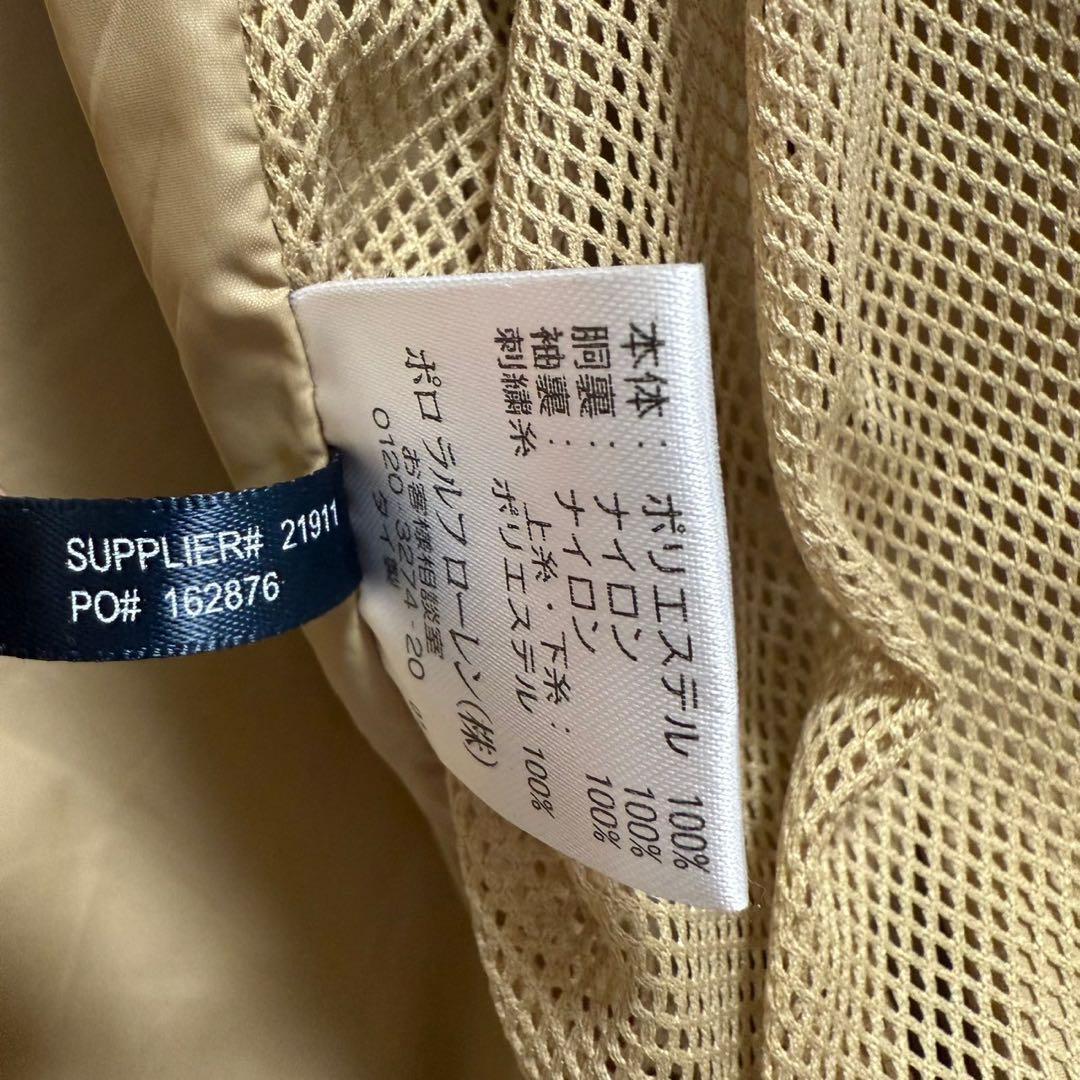 本体: ポリエステル 100%
胴裏: ナイロン 100%
袖裏: ナイロン 100%
刺繍糸 上糸・下糸:
ポリエステル 100%
ポロ ラルフローレン(株)
お客様相談室
0120-3274-20
タイ製
SUPPLIER# 21911
PO# 162876